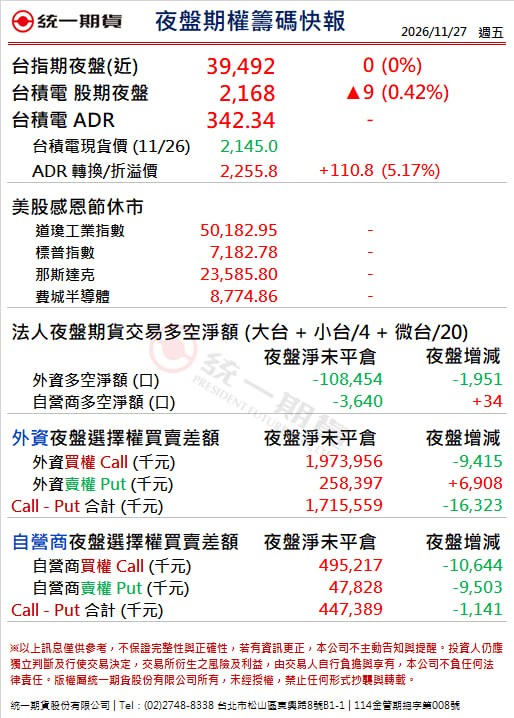 統一期貨 夜盤期權籌碼快報
2026/11/27 週五
台指期夜盤(近) 39,492 0 (0%)
台積電 股期夜盤 2,168 ▲9 (0.42%)
台積電 ADR 342.34 -
台積電現貨價 (11/26) 2,145.0
ADR 轉換/折溢價 2,255.8 +110.8 (5.17%)
美股感恩節休市
道瓊工業指數 50,182.95 -
標普指數 7,182.78 -
那斯達克 23,585.80 -
費城半導體 8,774.86 -
法人夜盤期貨交易多空淨額 (大台 + 小台/4 + 微台/20)
夜盤淨未平倉 夜盤增減
外資多空淨額 (口) -108,454 -1,951
自營商多空淨額 (口) -3,640 +34
外資夜盤選擇權買賣差額 夜盤淨未平倉 夜盤增減
外資買權 Call (千元) 1,973,956 -9,415
外資賣權 Put (千元) 258,397 +6,908
Call - Put 合計 (千元) 1,715,559 -16,323
自營商夜盤選擇權買賣差額 夜盤淨未平倉 夜盤增減
自營商買權 Call (千元) 495,217 -10,644
自營商賣權 Put (千元) 47,828 -9,503
Call - Put 合計 (千元) 447,389 -1,141
統一期貨
PRESIDENT FUTURES CORP.
※以上訊息僅供參考，不保證完整性與正確性，若有資訊更正，本公司不主動告知與提醒。投資人仍應
獨立判斷及行使交易決定，交易所衍生之風險及利益，由交易人自行負擔與享有，本公司不負任何法
律責任。版權屬統一期貨股份有限公司所有，未經授權，禁止任何形式抄襲與轉載。
統一期貨股份有限公司 | Tel：(02)2748-8338 台北市松山區東興路8號B1-1 | 114金管期總字第008號